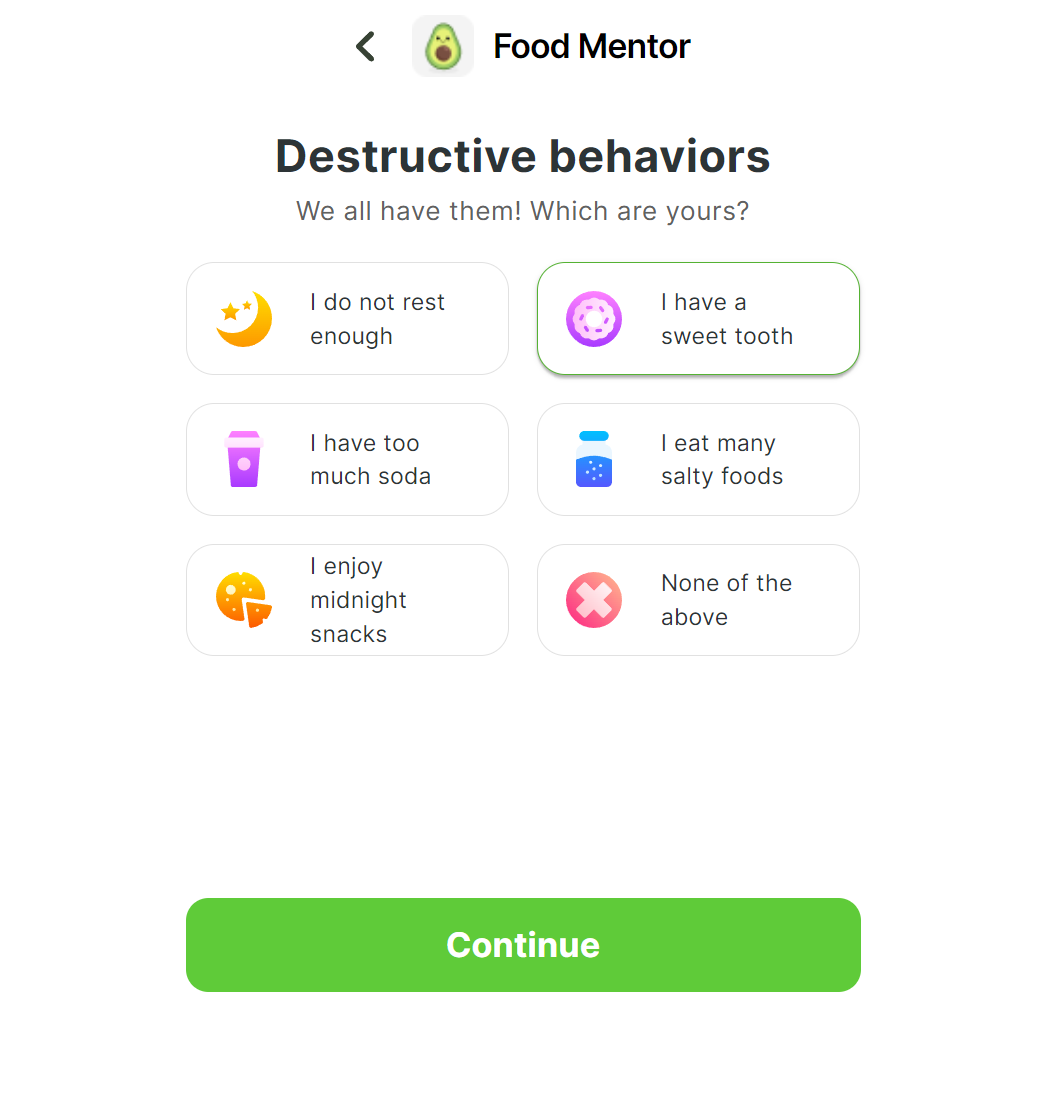 Food Mentor
Destructive behaviors
We all have them! Which are yours?
I do not rest
enough
I have a
sweet tooth
I have too
much soda
I eat many
salty foods
I enjoy
midnight
snacks
None of the
above
Continue